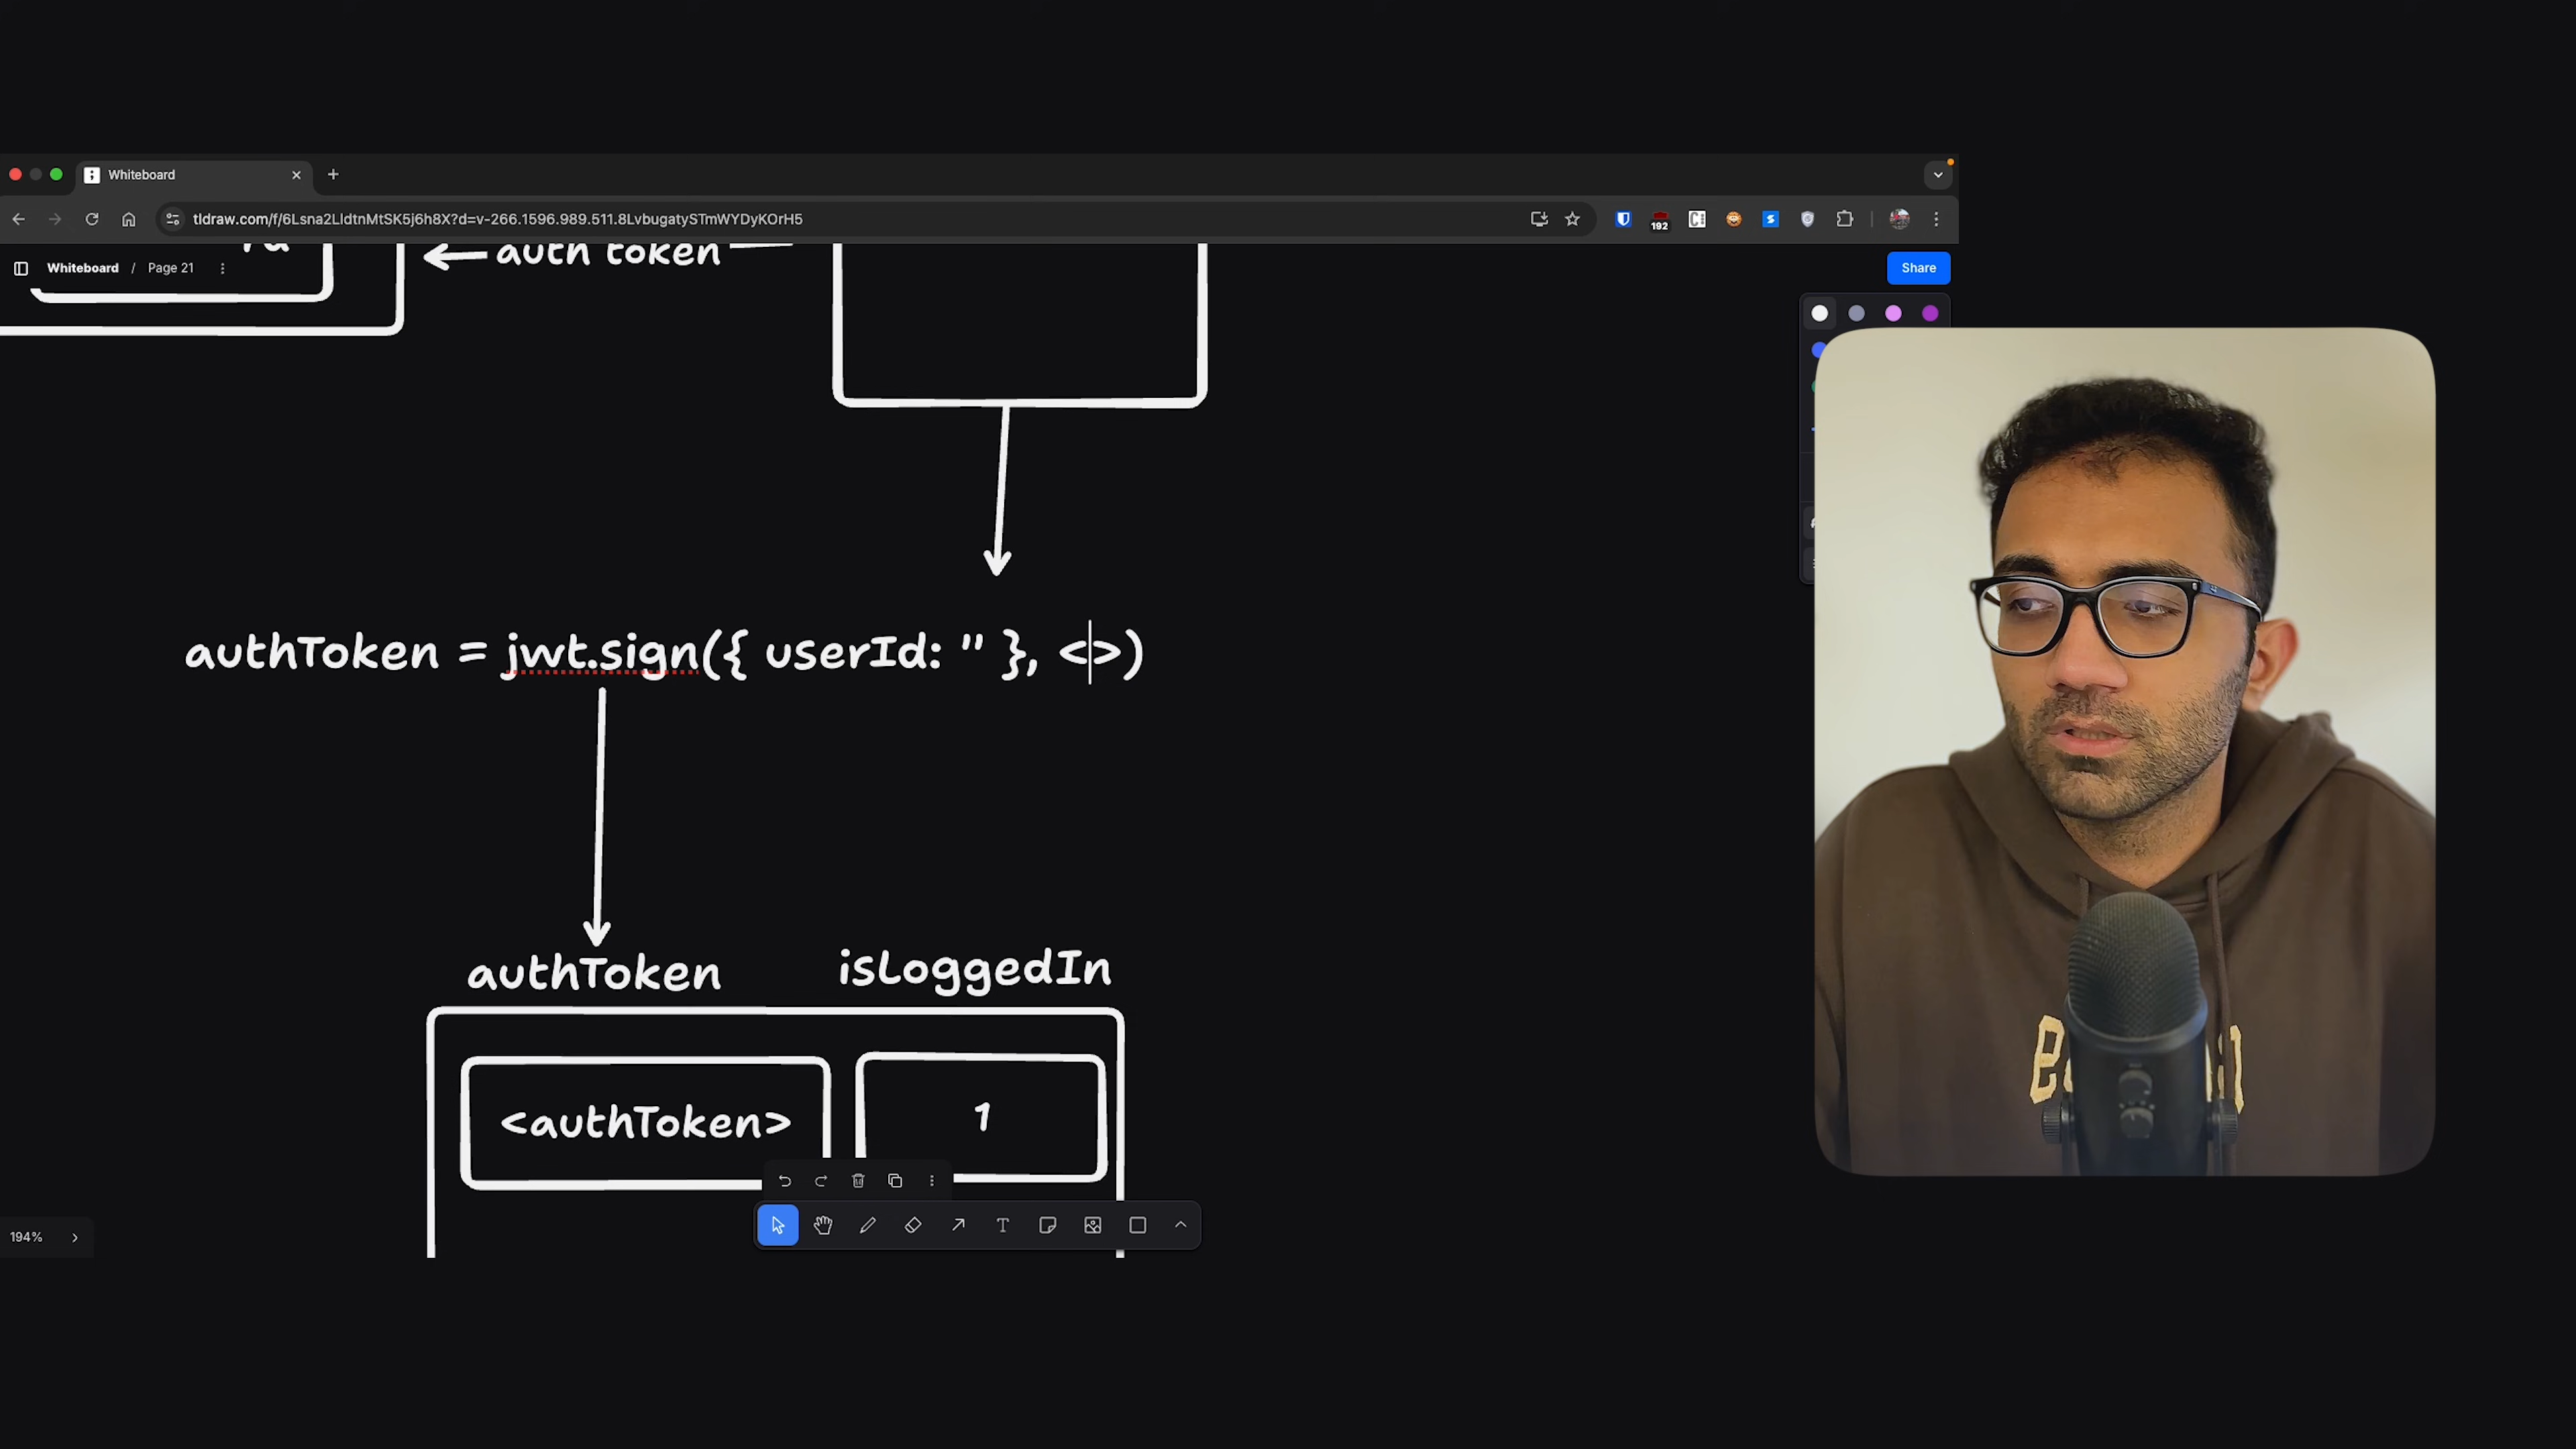 Whiteboard
tldraw.com/f/6Lsna2LldtnMtSK5j6h8X?d=v-266.1596.989.511.8LvbugatySTmWYDyKOrH5
192
auth token
Whiteboard / Page 21
Share
authToken = jwt.sign({ userId: '' }, <>)
authToken
isLoggedIn
<authToken>
1
194%